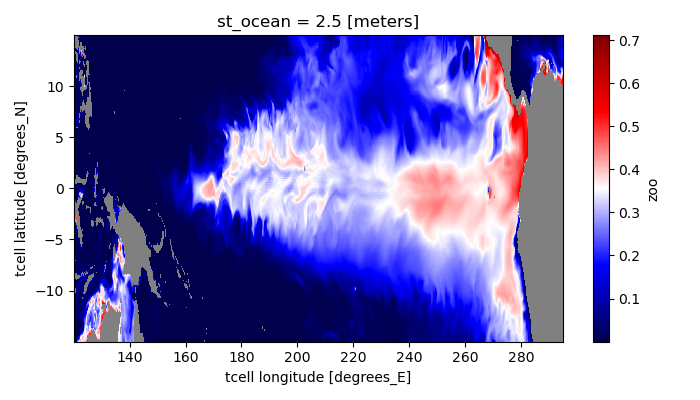 st_ocean = 2.5 [meters]
tcell latitude [degrees_N]
10
5
0
−5
−10
140 160 180 200 220 240 260 280
tcell longitude [degrees_E]
0.7
0.6
0.5
0.4
0.3
0.2
0.1
zoo